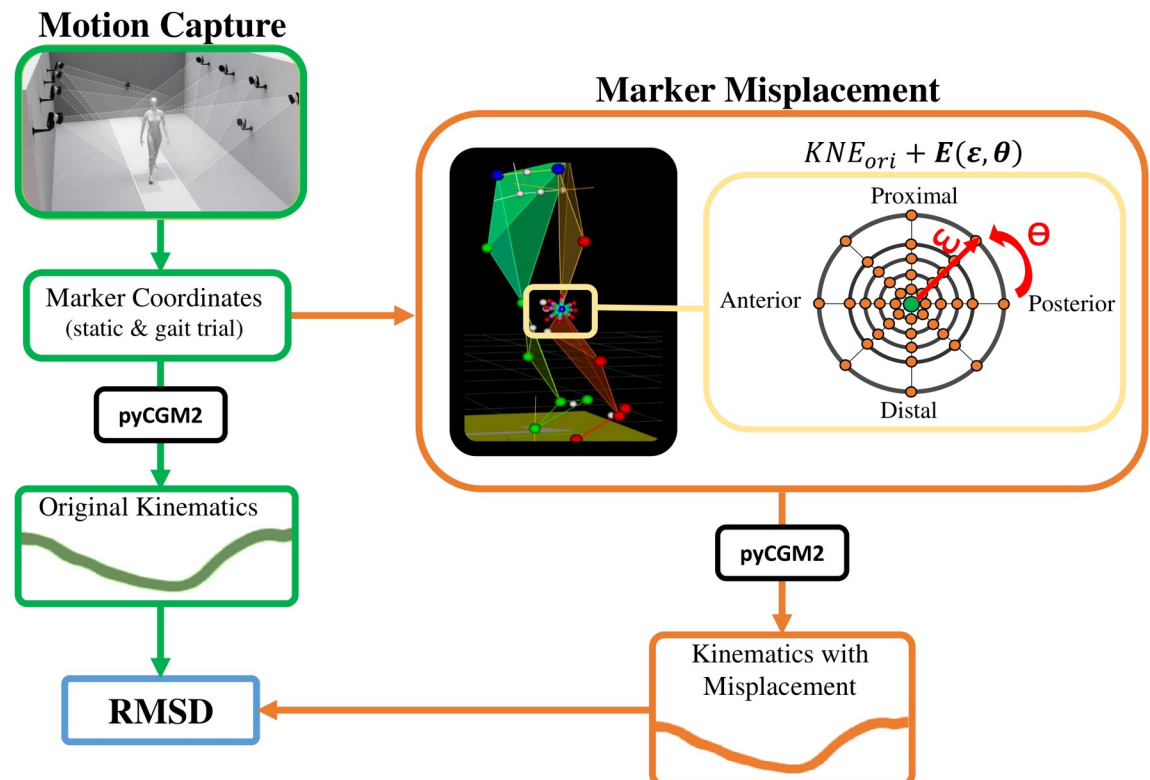 Motion Capture
Marker Misplacement
KNE_ori + E(ε, θ)
Proximal
ε
Θ
Anterior
Posterior
Distal
Marker Coordinates
(static & gait trial)
pyCGM2
Original Kinematics
pyCGM2
Kinematics with
Misplacement
RMSD